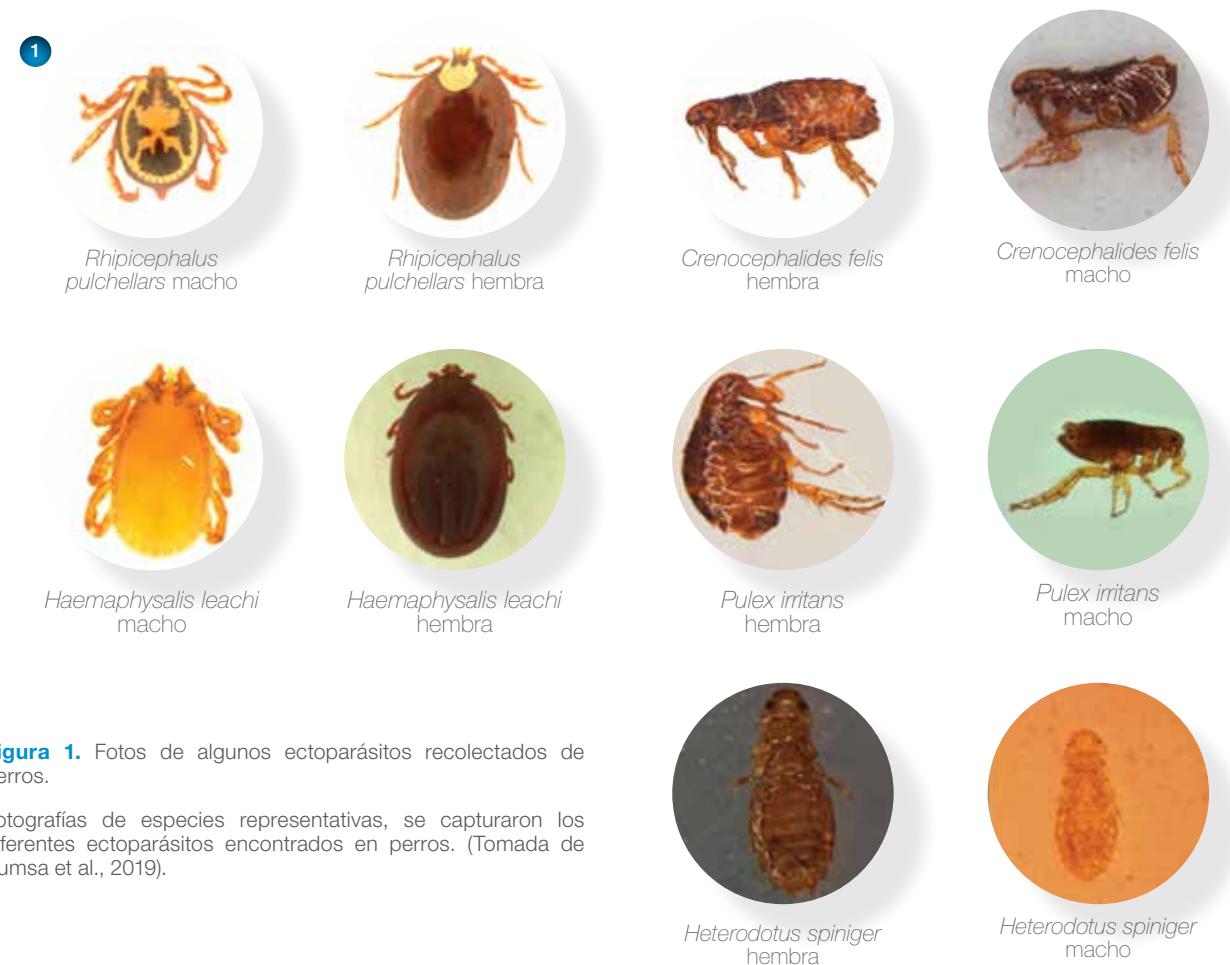 1
Rhipicephalus
pulchellars macho
Rhipicephalus
pulchellars hembra
Crenocephalides felis
hembra
Crenocephalides felis
macho
Haemaphysalis leachi
macho
Haemaphysalis leachi
hembra
Pulex irritans
hembra
Pulex irritans
macho
igura 1. Fotos de algunos ectoparásitos recolectados de
erros.
otografías de especies representativas, se capturaron los
iferentes ectoparásitos encontrados en perros. (Tomada de
umsa et al., 2019).
Heterodotus spiniger
hembra
Heterodotus spiniger
macho